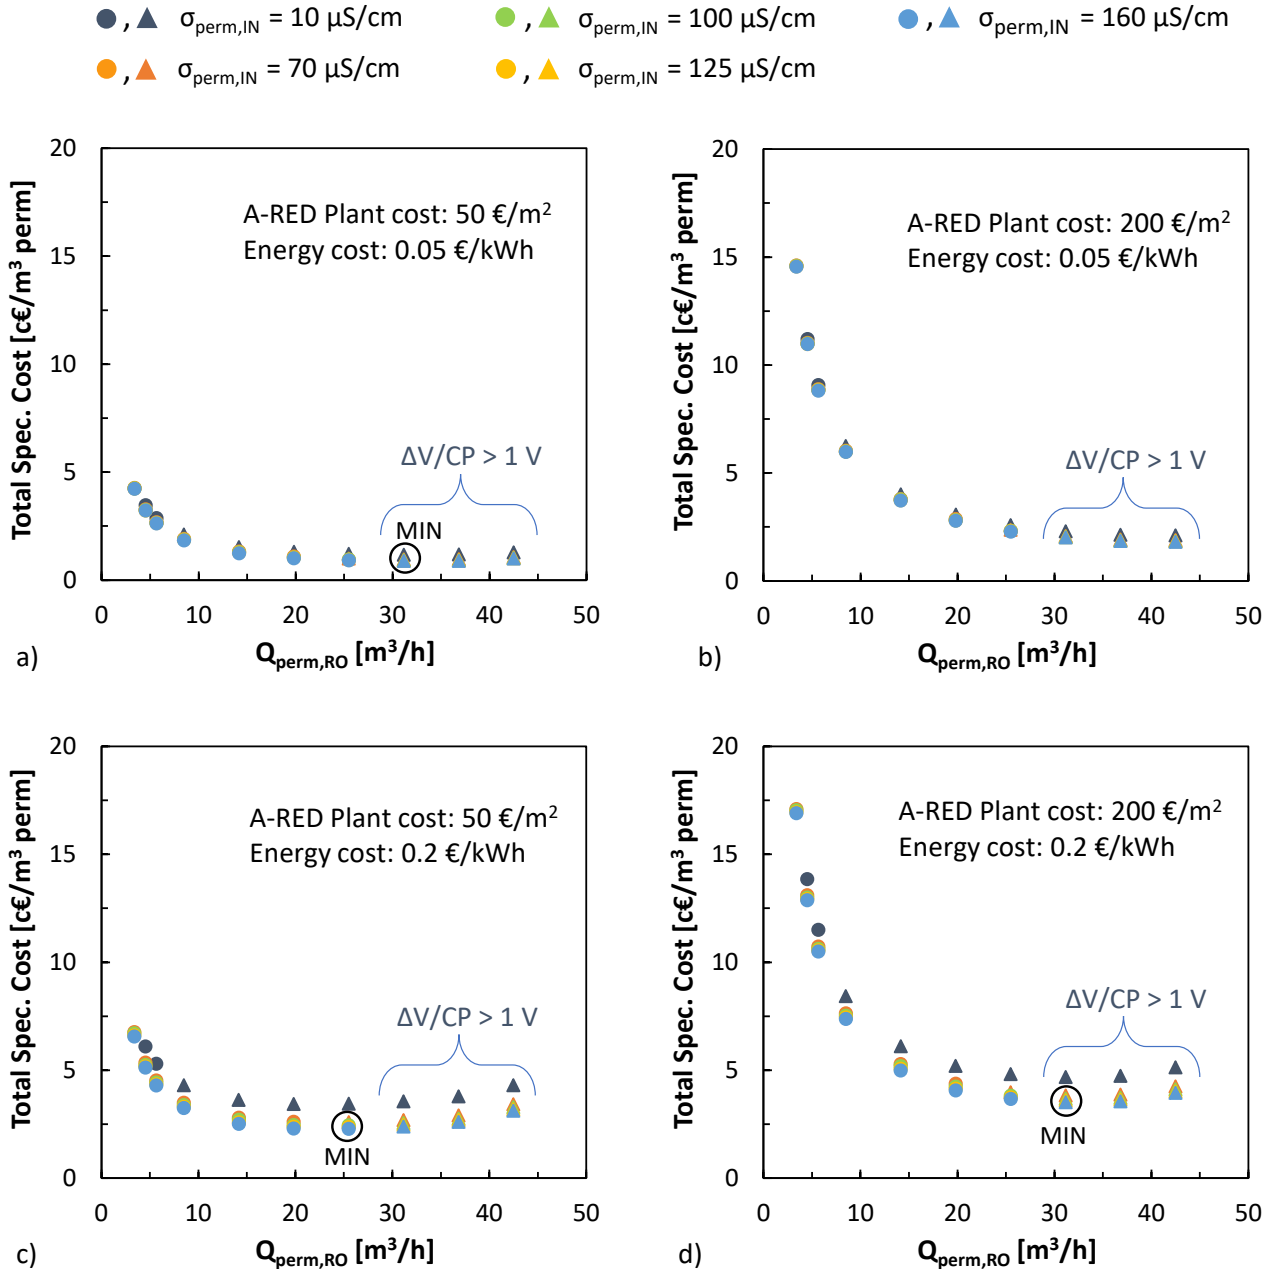 , σperm,IN = 10 µS/cm
, σperm,IN = 100 µS/cm
, σperm,IN = 160 µS/cm
, σperm,IN = 70 µS/cm
, σperm,IN = 125 µS/cm
Total Spec. Cost [c€/m³ perm]
20
15
10
5
0
A-RED Plant cost: 50 €/m²
Energy cost: 0.05 €/kWh
ΔV/CP > 1 V
MIN
0 10 20 30 40 50
Qperm,RO [m³/h]
a)
Total Spec. Cost [c€/m³ perm]
20
15
10
5
0
A-RED Plant cost: 200 €/m²
Energy cost: 0.05 €/kWh
ΔV/CP > 1 V
0 10 20 30 40 50
Qperm,RO [m³/h]
b)
Total Spec. Cost [c€/m³ perm]
20
15
10
5
0
A-RED Plant cost: 50 €/m²
Energy cost: 0.2 €/kWh
ΔV/CP > 1 V
MIN
0 10 20 30 40 50
Qperm,RO [m³/h]
c)
Total Spec. Cost [c€/m³ perm]
20
15
10
5
0
A-RED Plant cost: 200 €/m²
Energy cost: 0.2 €/kWh
ΔV/CP > 1 V
MIN
0 10 20 30 40 50
Qperm,RO [m³/h]
d)